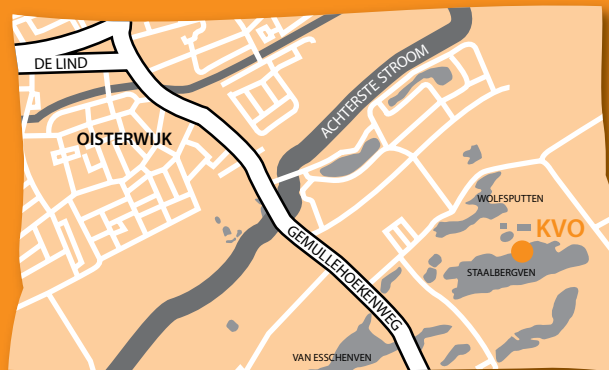 DE LIND
ACHTERSTE STROOM
OISTERWIJK
WOLFSPUTTEN
KVO
GEMULLEHOEKENWEG
STAALBERGVEN
VAN ESSCHENVEN